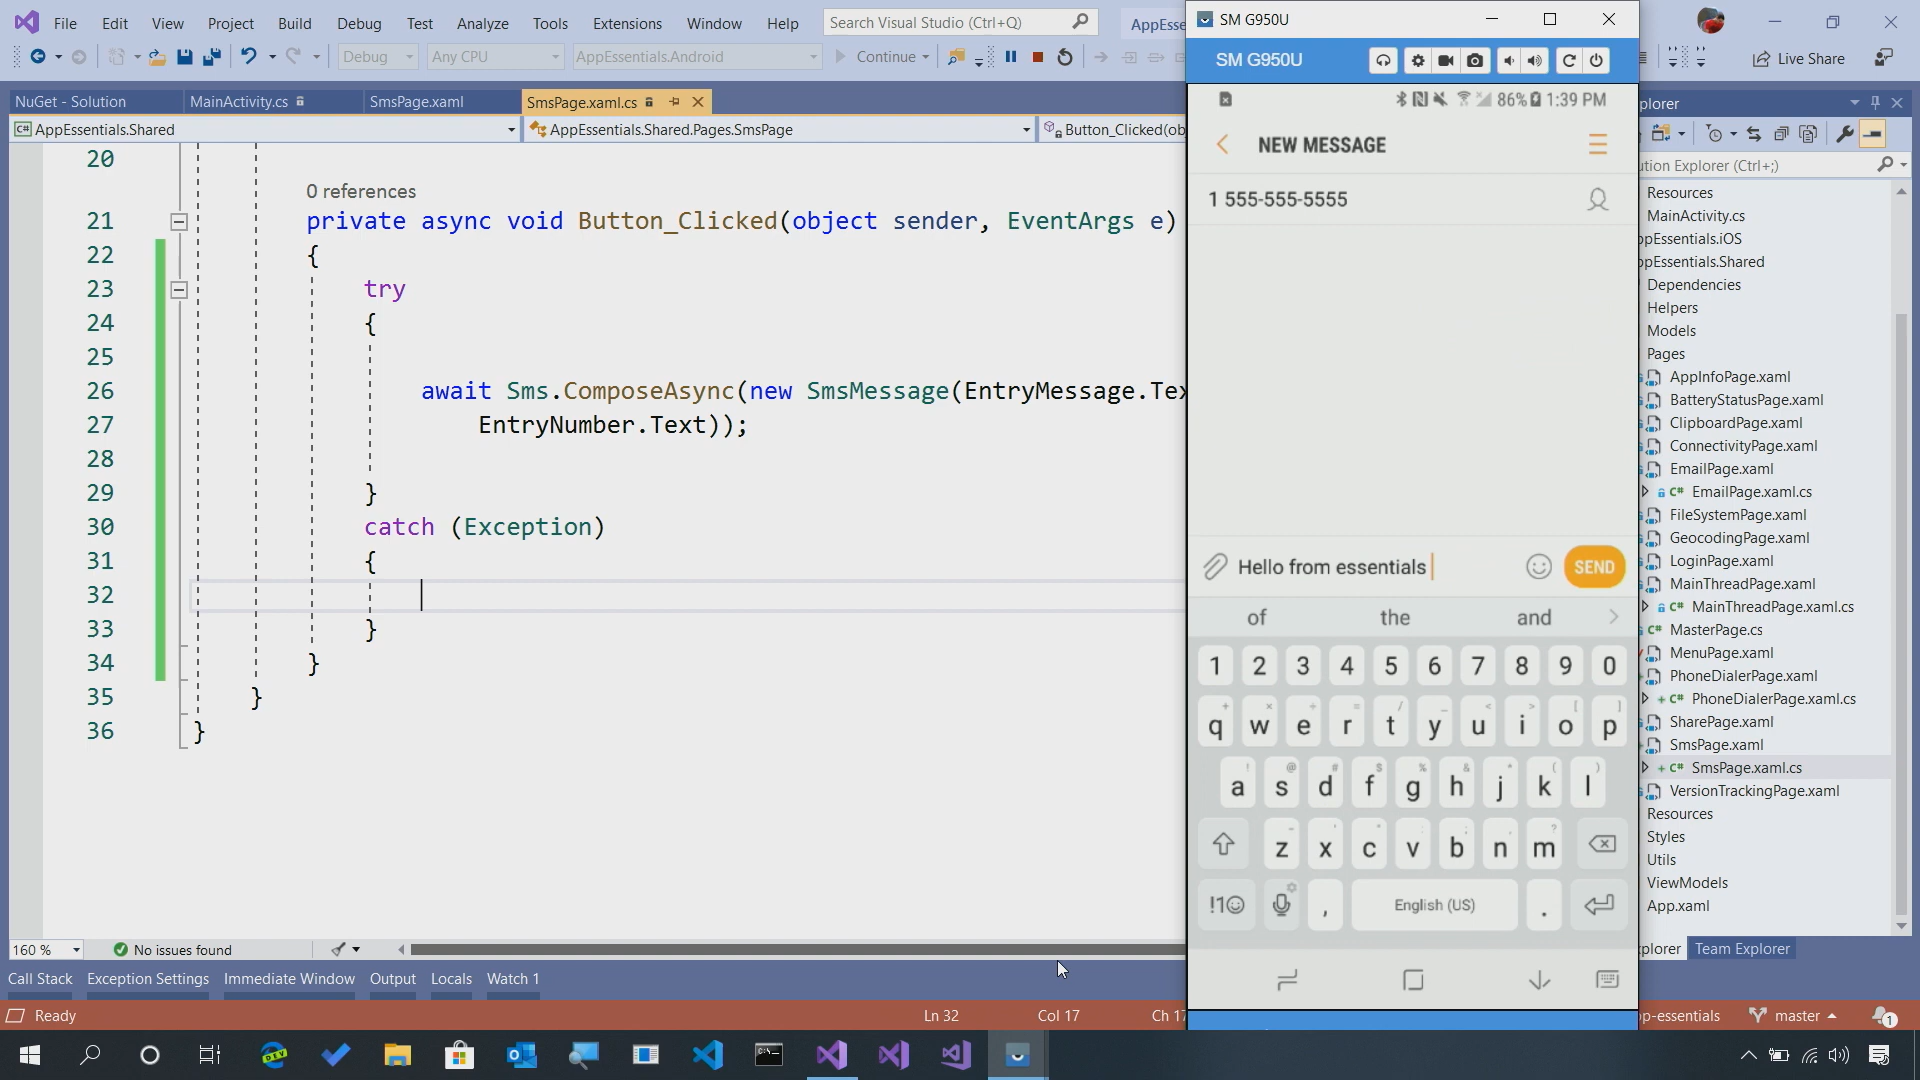 File Edit View Project Build Debug Test Analyze Tools Extensions Window Help Search Visual Studio (Ctrl+Q) AppEsse
Debug Any CPU AppEssentials.Android Continue Live Share
NuGet - Solution MainActivity.cs SmsPage.xaml SmsPage.xaml.cs
AppEssentials.Shared AppEssentials.Shared.Pages.SmsPage Button_Clicked(ob
20
0 references
21 private async void Button_Clicked(object sender, EventArgs e)
22 {
23 try
24 {
25
26 await Sms.ComposeAsync(new SmsMessage(EntryMessage.Tex
27 EntryNumber.Text));
28
29 }
30 catch (Exception)
31 {
32
33 }
34 }
35 }
36 }
160 % No issues found
Call Stack Exception Settings Immediate Window Output Locals Watch 1
Ready Ln 32 Col 17 Ch 17
SM G950U
SM G950U
86% 1:39 PM
NEW MESSAGE
1 555-555-5555
Hello from essentials SEND
of the and
1 2 3 4 5 6 7 8 9 0
q w e r t y u i o p
a s d f g h j k l
z x c v b n m
!1☺ , English (US) .
plorer
ution Explorer (Ctrl+;)
Resources
MainActivity.cs
ppEssentials.iOS
ppEssentials.Shared
Dependencies
Helpers
Models
Pages
AppInfoPage.xaml
BatteryStatusPage.xaml
ClipboardPage.xaml
ConnectivityPage.xaml
EmailPage.xaml
C# EmailPage.xaml.cs
FileSystemPage.xaml
GeocodingPage.xaml
LoginPage.xaml
MainThreadPage.xaml
C# MainThreadPage.xaml.cs
C# MasterPage.cs
MenuPage.xaml
PhoneDialerPage.xaml
+ C# PhoneDialerPage.xaml.cs
SharePage.xaml
SmsPage.xaml
+ C# SmsPage.xaml.cs
VersionTrackingPage.xaml
Resources
Styles
Utils
ViewModels
App.xaml
plorer Team Explorer
pp-essentials master 1